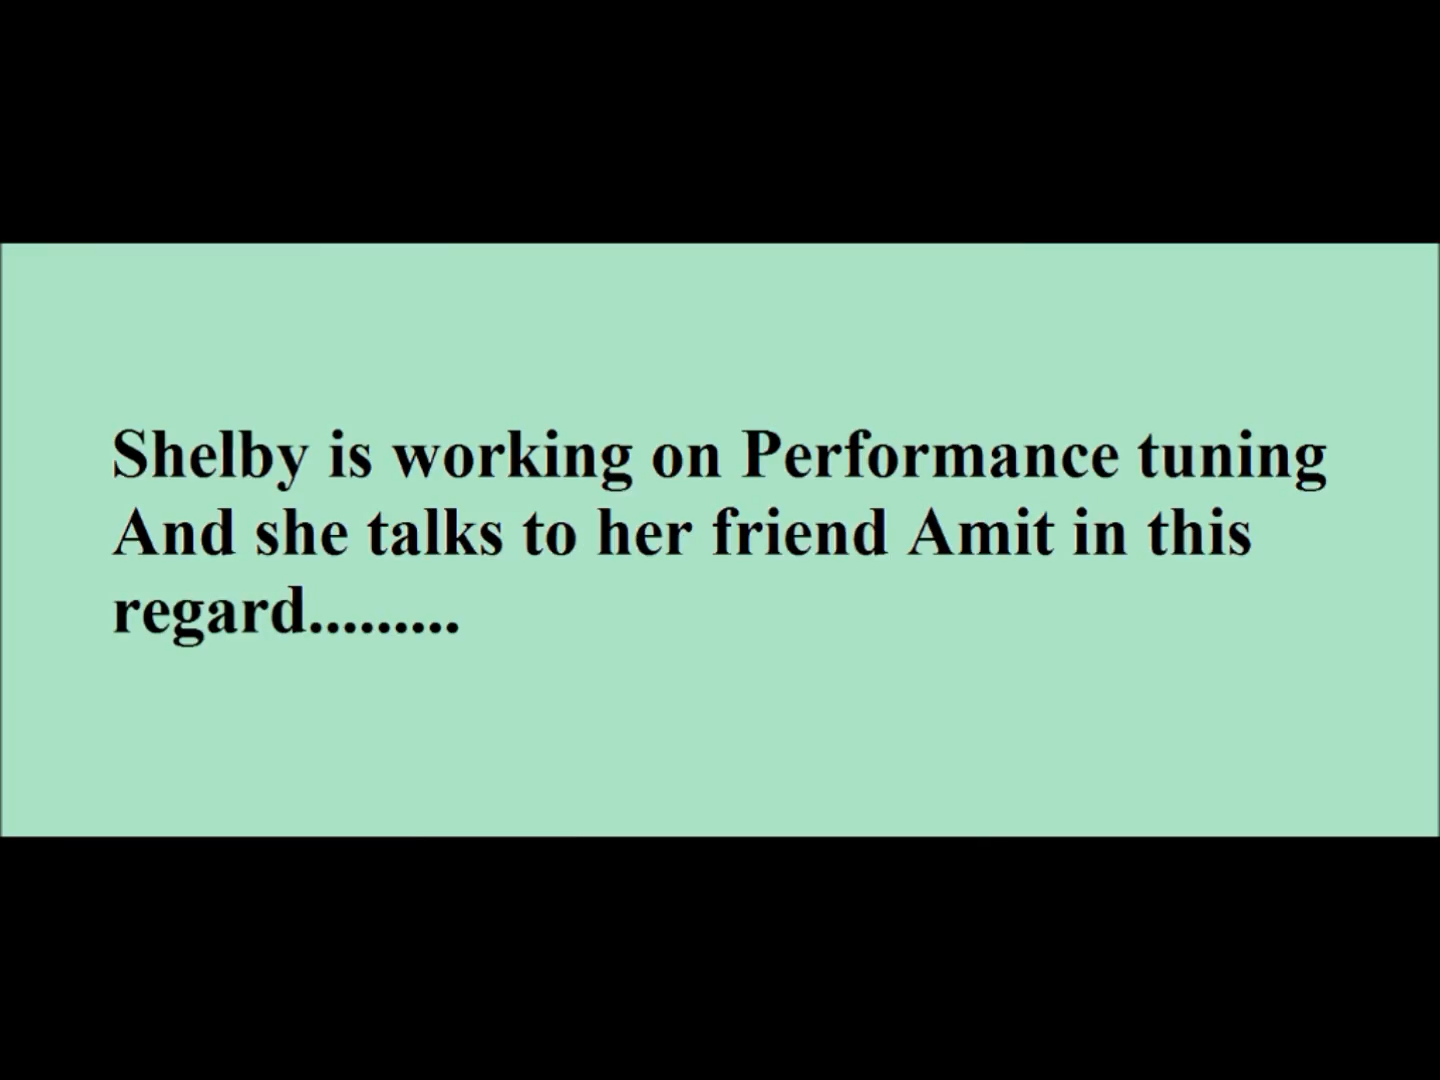 Shelby is working on Performance tuning
And she talks to her friend Amit in this
regard.........